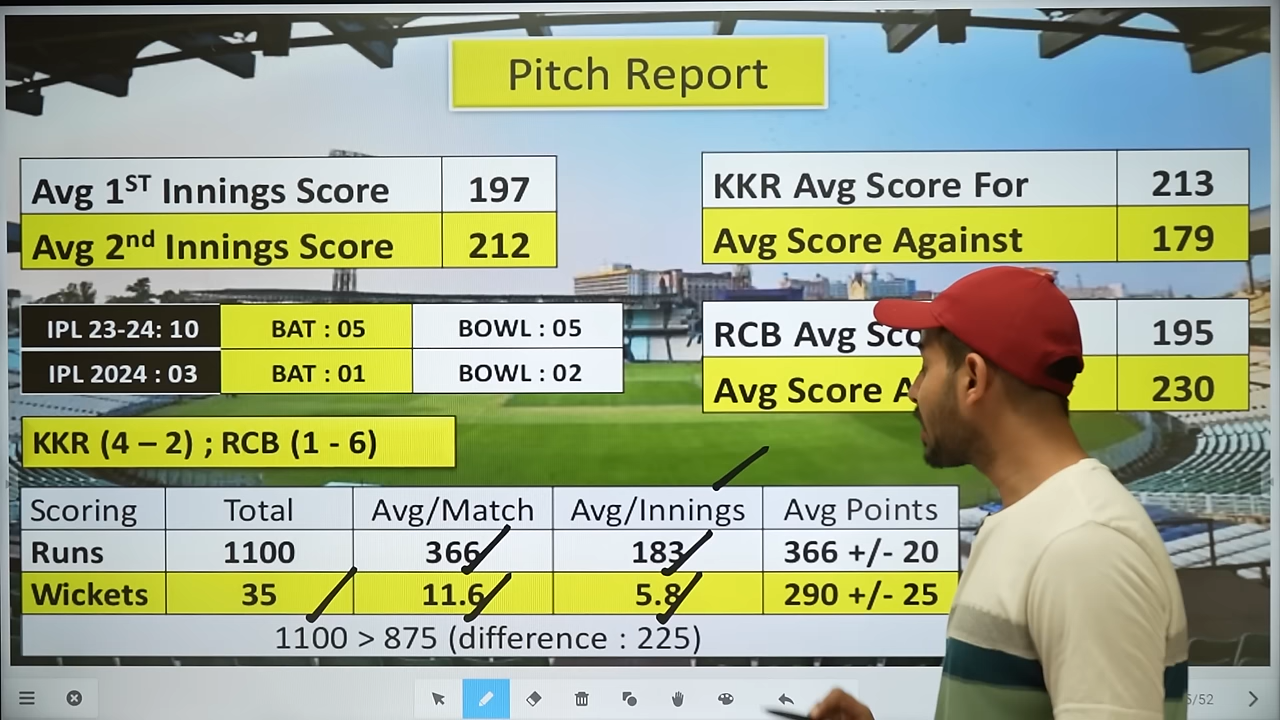 Pitch Report
Avg 1ST Innings Score 197
Avg 2nd Innings Score 212
KKR Avg Score For 213
Avg Score Against 179
IPL 23-24: 10 BAT : 05 BOWL : 05
IPL 2024 : 03 BAT : 01 BOWL : 02
RCB Avg 195
Avg Score 230
KKR (4 – 2) ; RCB (1 - 6)
Scoring Total Avg/Match Avg/Innings Avg Points
Runs 1100 366 183 366 +/- 20
Wickets 35 11.6 5.8 290 +/- 25
1100 > 875 (difference : 225)
/52